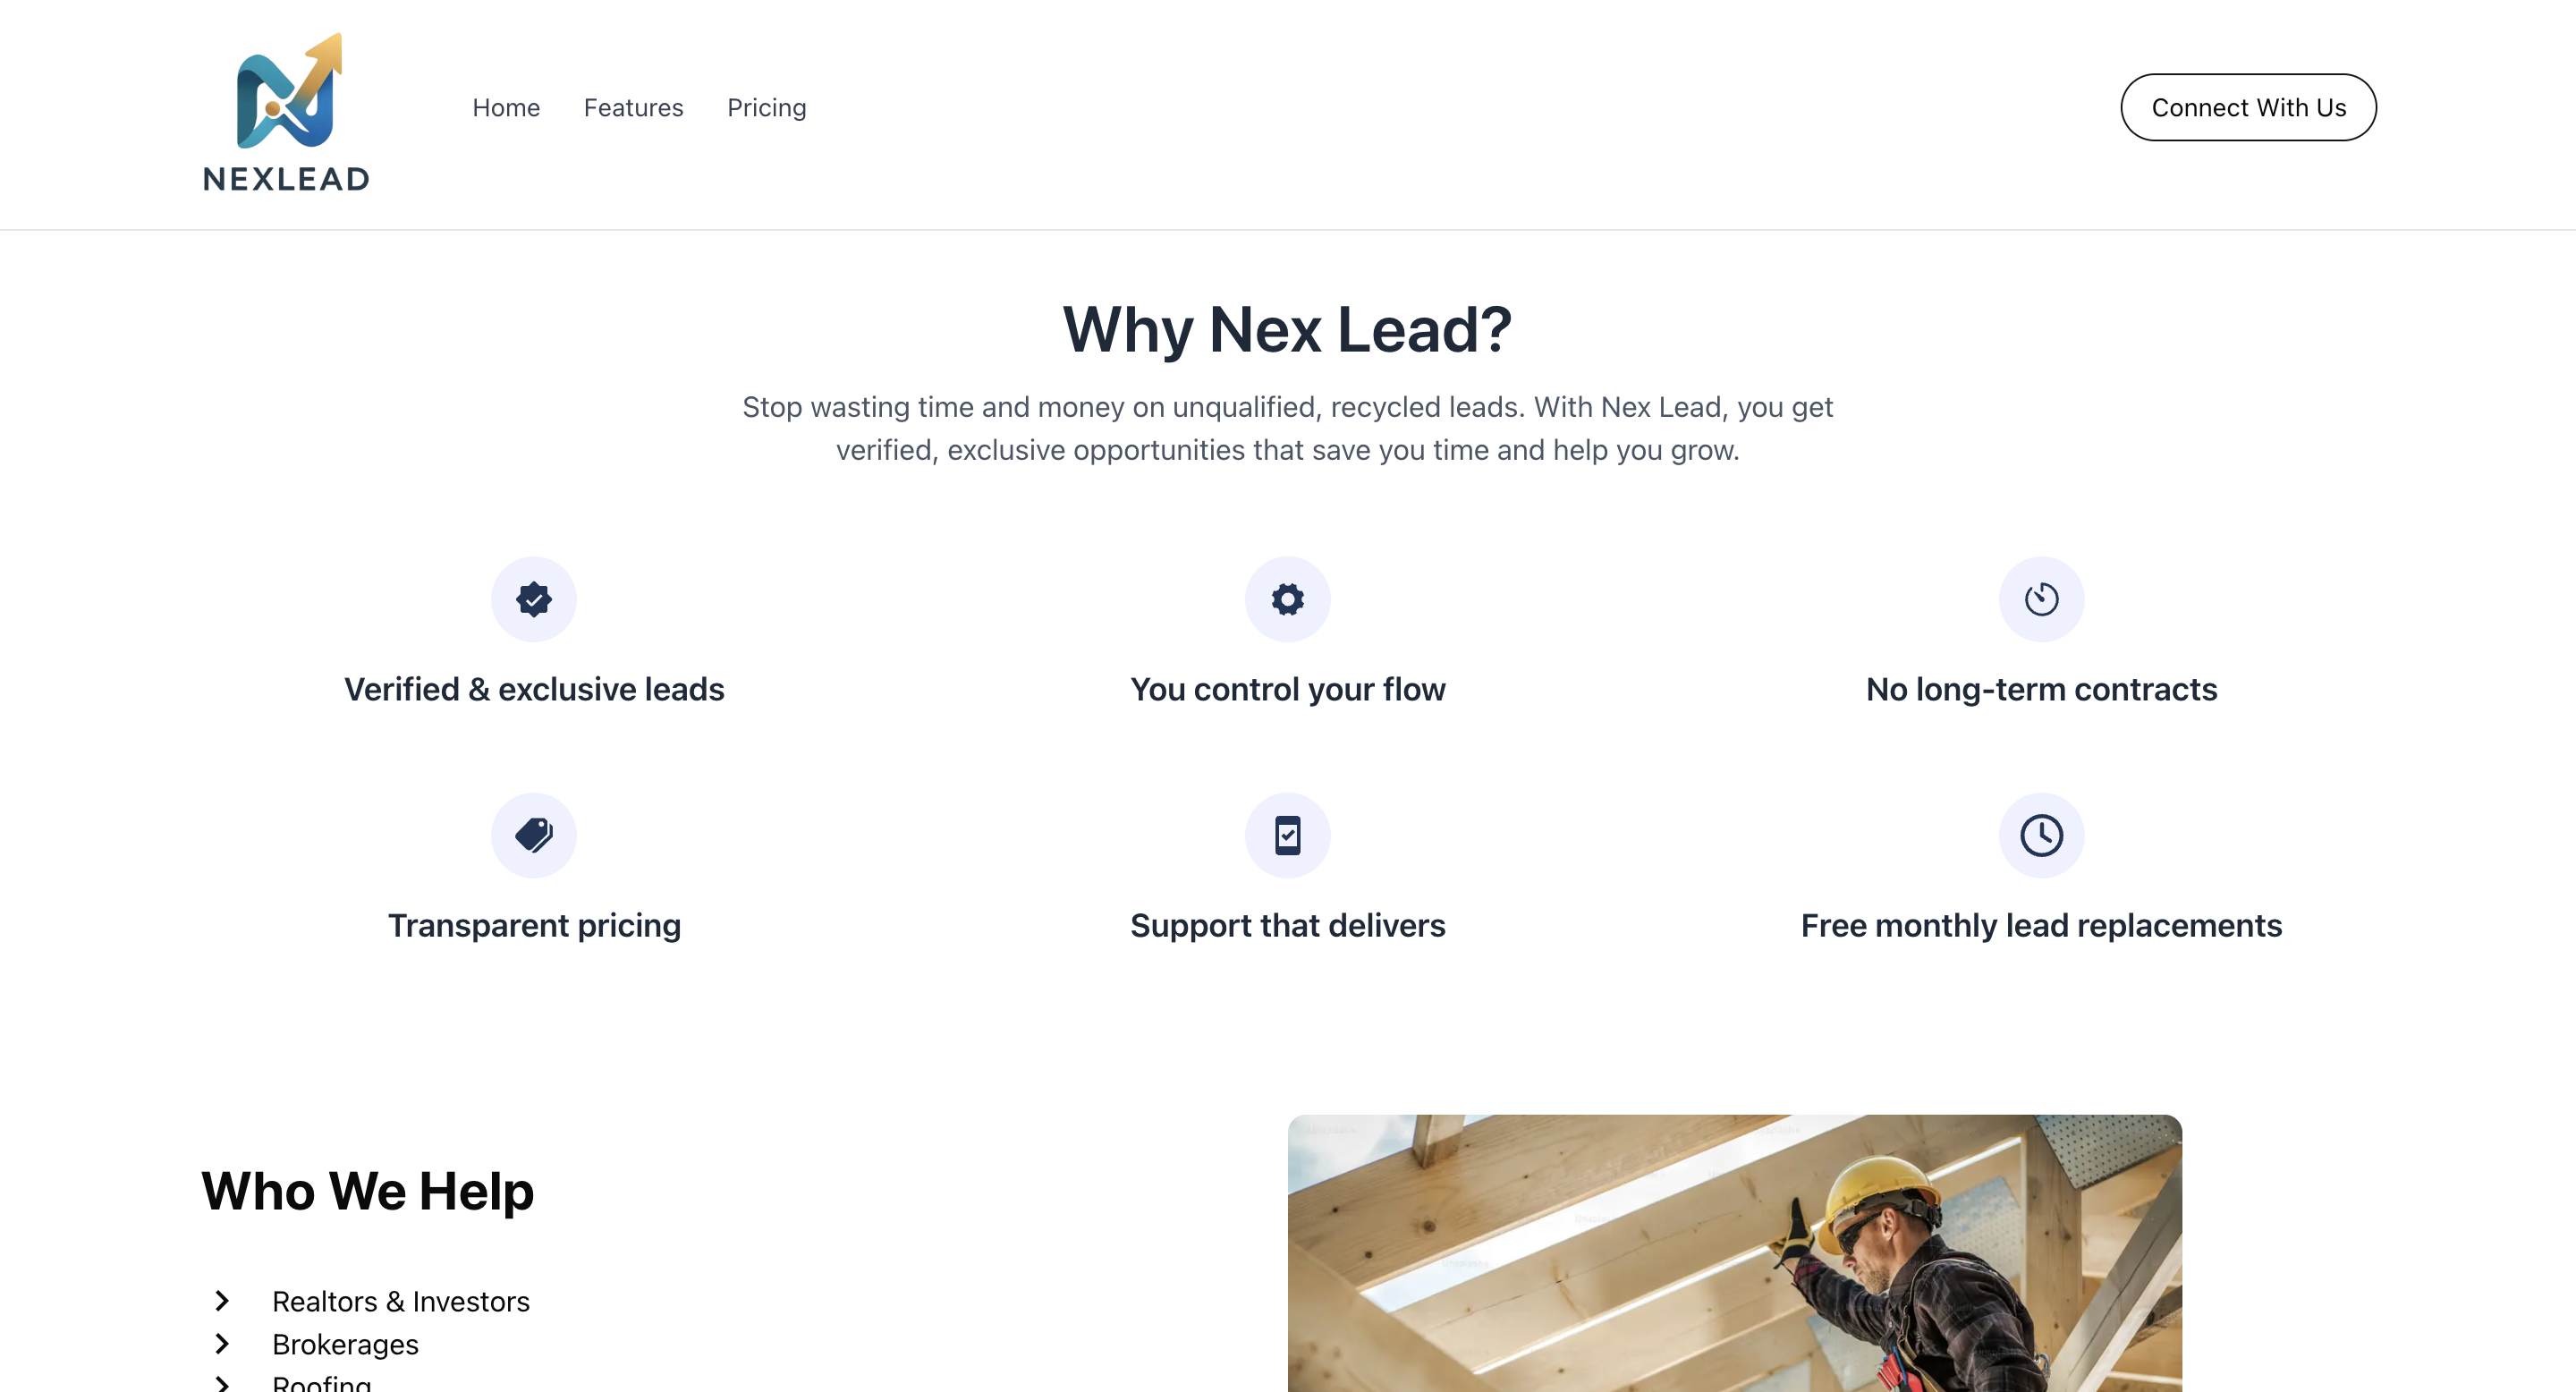 NEXLEAD
Home
Features
Pricing
Connect With Us
Why Nex Lead?
Stop wasting time and money on unqualified, recycled leads. With Nex Lead, you get
verified, exclusive opportunities that save you time and help you grow.
Verified & exclusive leads
You control your flow
No long-term contracts
Transparent pricing
Support that delivers
Free monthly lead replacements
Who We Help
Realtors & Investors
Brokerages
Roofing